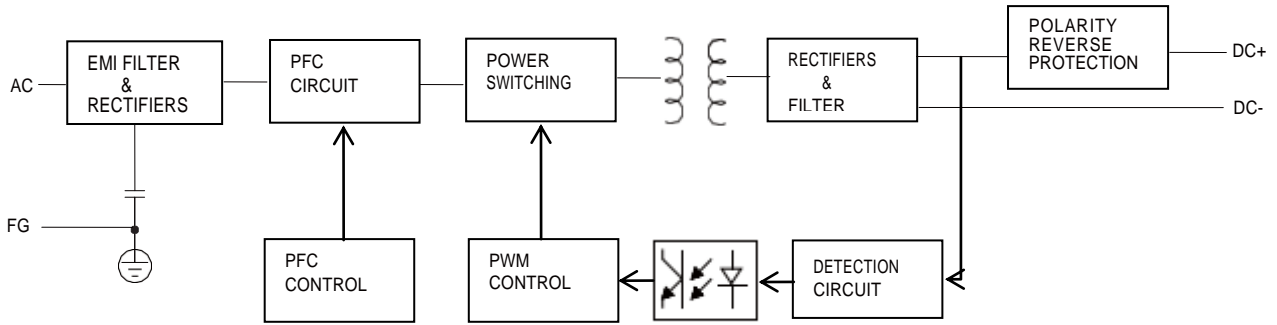 AC
EMI FILTER
&
RECTIFIERS
PFC
CIRCUIT
POWER
SWITCHING
RECTIFIERS
&
FILTER
POLARITY
REVERSE
PROTECTION
DC+
DC-
FG
PFC
CONTROL
PWM
CONTROL
DETECTION
CIRCUIT